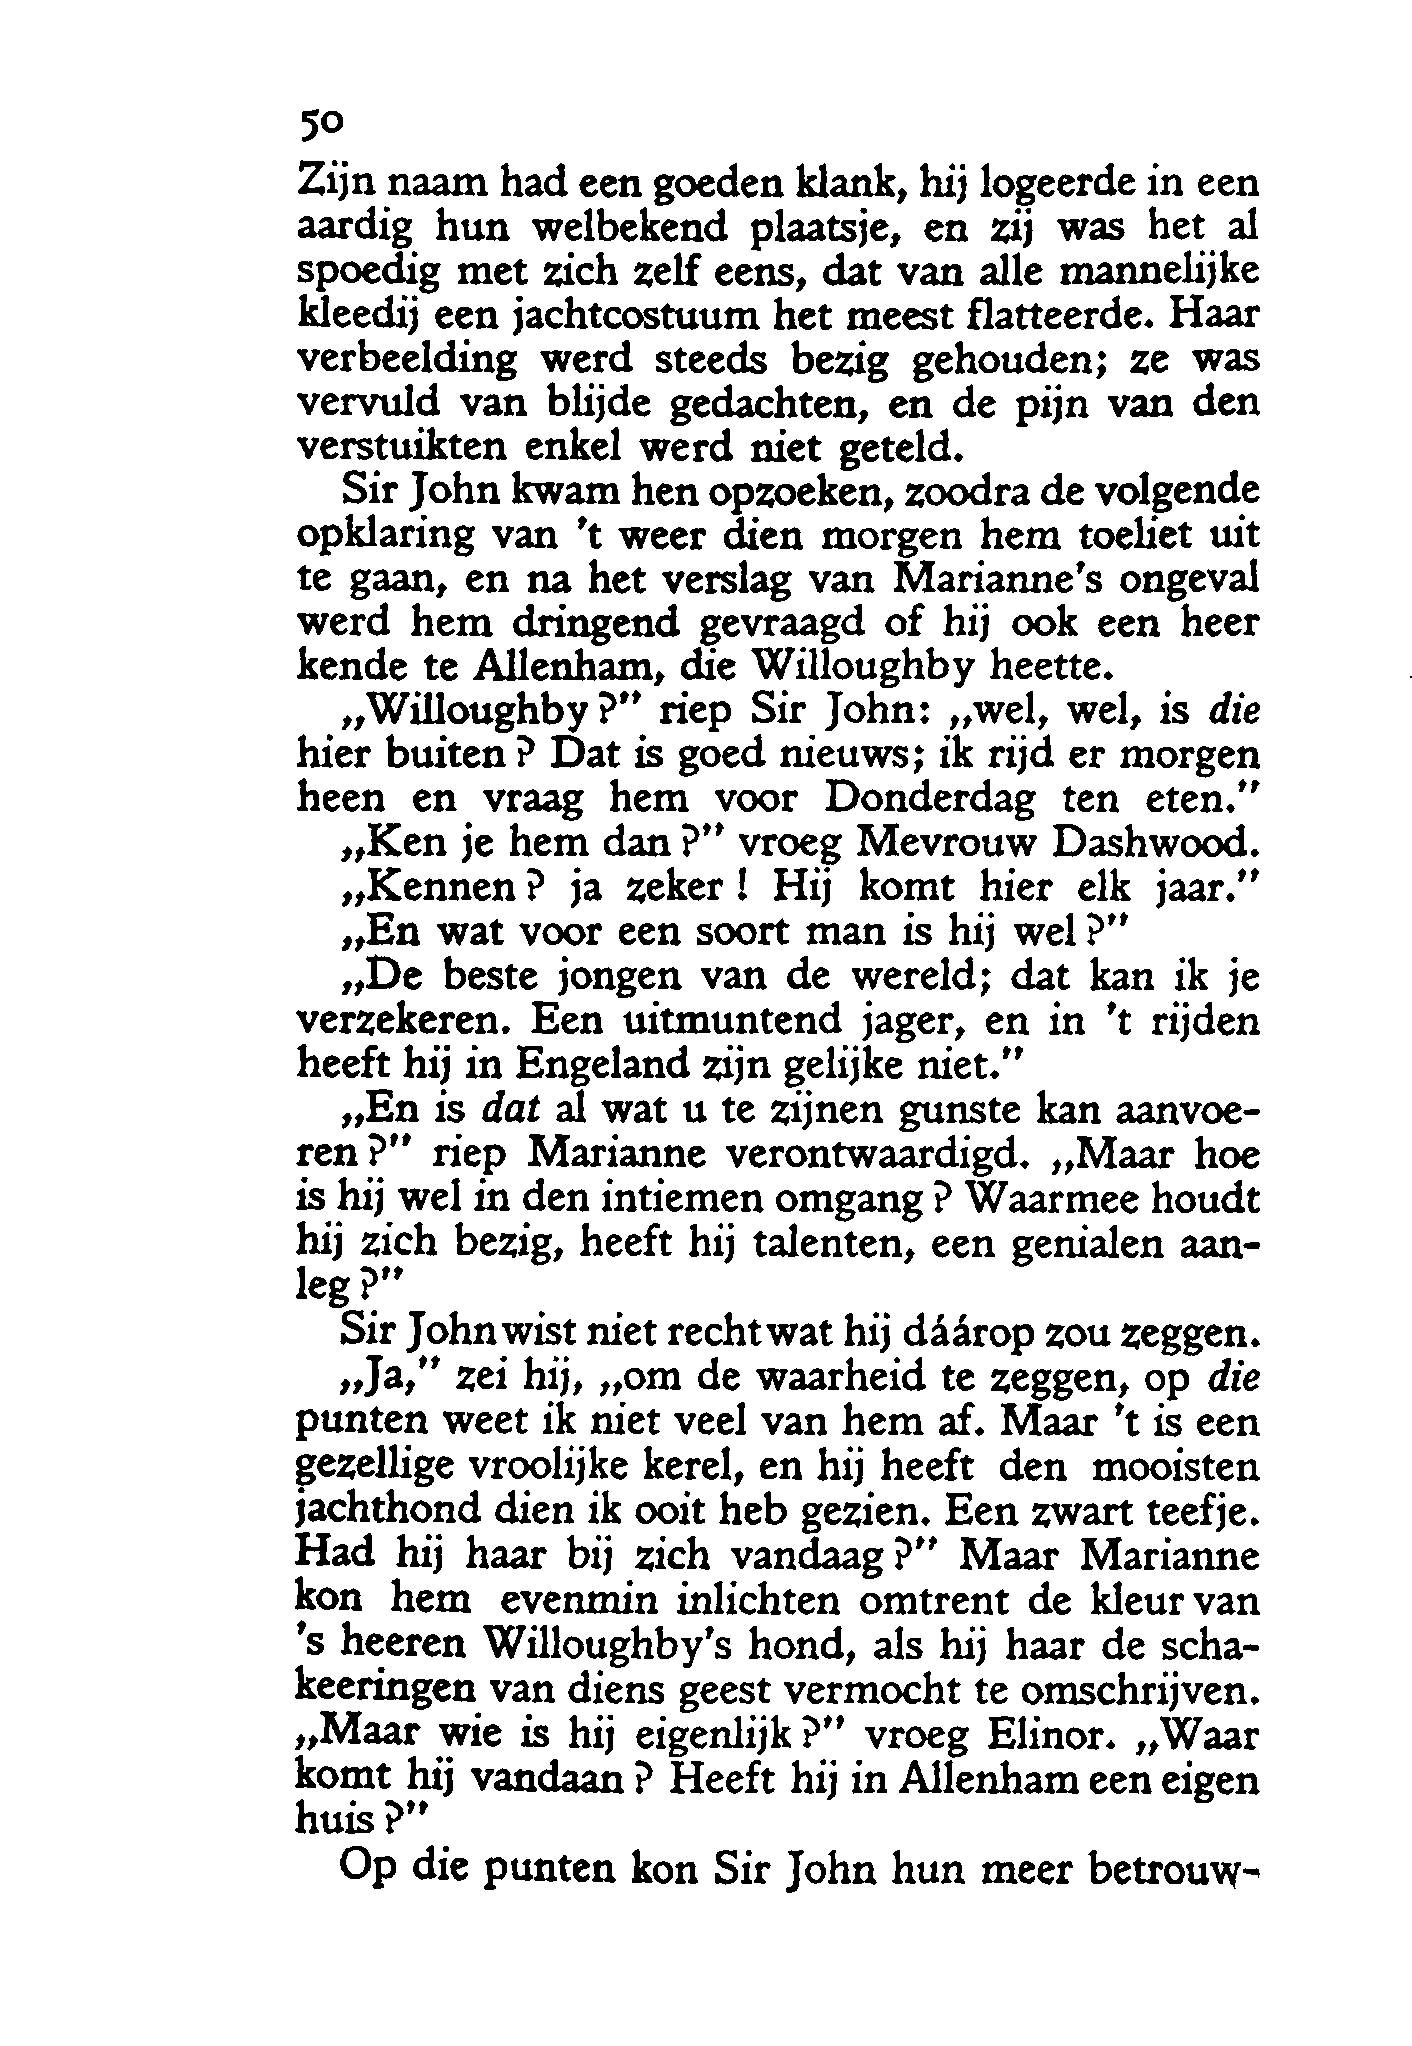 50
Zijn naam had een goeden klank, hij logeerde in een
aardig hun welbekend plaatsje, en zij was het al
spoedig met zich zelf eens, dat van alle mannelijke
kleedij een jachtcostuum het meest flatteerde. Haar
verbeelding werd steeds bezig gehouden; ze was
vervuld van blijde gedachten, en de pijn van den
verstuikten enkel werd niet geteld.
Sir John kwam hen opzoeken, zoodra de volgende
opklaring van 't weer dien morgen hem toeliet uit
te gaan, en na het verslag van Marianne's ongeval
werd hem dringend gevraagd of hij ook een heer
kende te Allenham, die Willoughby heette.
„Willoughby?" riep Sir John: „wel, wel, is die
hier buiten? Dat is goed nieuws; ik rijd er morgen
heen en vraag hem voor Donderdag ten eten."
„Ken je hem dan?" vroeg Mevrouw Dashwood.
„Kennen? ja zeker! Hij komt hier elk jaar."
„En wat voor een soort man is hij wel?"
„De beste jongen van de wereld; dat kan ik je
verzekeren. Een uitmuntend jager, en in 't rijden
heeft hij in Engeland zijn gelijke niet."
„En is dat al wat u te zijnen gunste kan aanvoe-
ren?" riep Marianne verontwaardigd. „Maar hoe
is hij wel in den intiemen omgang? Waarmee houdt
hij zich bezig, heeft hij talenten, een genialen aan-
leg?"
Sir John wist niet recht wat hij dáárop zou zeggen.
„Ja," zei hij, „om de waarheid te zeggen, op die
punten weet ik niet veel van hem af. Maar 't is een
gezellige vroolijke kerel, en hij heeft den mooisten
jachthond dien ik ooit heb gezien. Een zwart teefje.
Had hij haar bij zich vandaag?" Maar Marianne
kon hem evenmin inlichten omtrent de kleur van
's heeren Willoughby's hond, als hij haar de scha-
keeringen van diens geest vermocht te omschrijven.
„Maar wie is hij eigenlijk?" vroeg Elinor. „Waar
komt hij vandaan? Heeft hij in Allenham een eigen
huis?"
Op die punten kon Sir John hun meer betrouw-